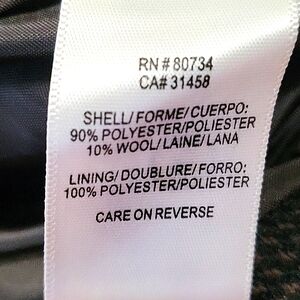 RN # 80734
CA# 31458
SHELL/ FORME/ CUERPO:
90% POLYESTER/POLIESTER
10% WOOL/ LAINE/ LANA
LINING/ DOUBLURE/ FORRO:
100% POLYESTER/POLIESTER
CARE ON REVERSE